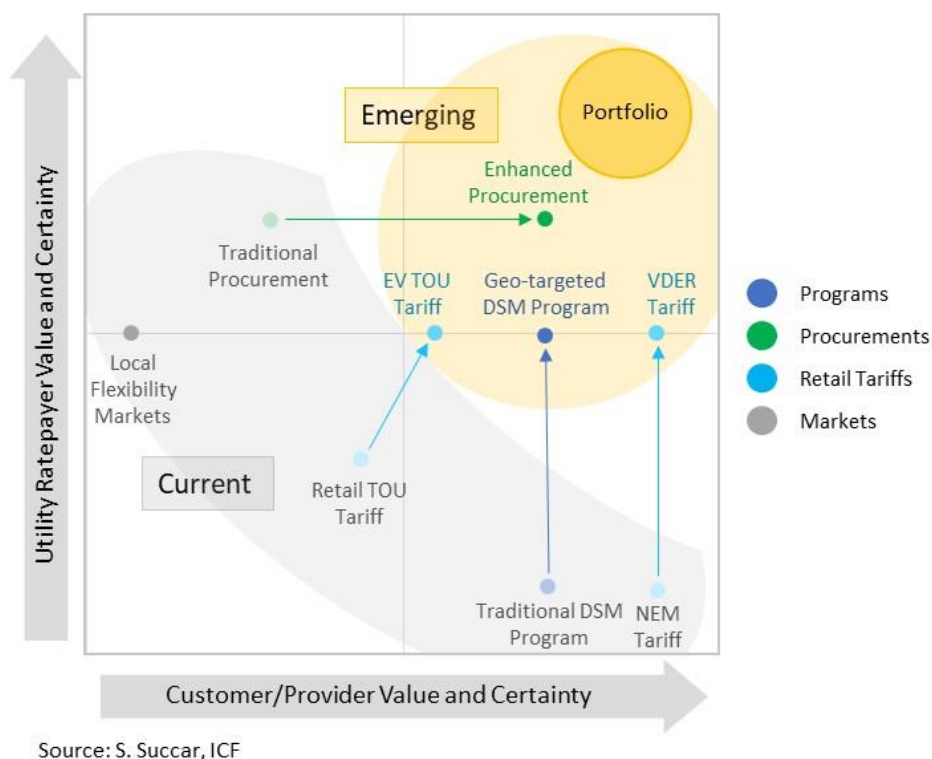 Utility Ratepayer Value and Certainty
Emerging
Portfolio
Enhanced
Procurement
Traditional
Procurement
EV TOU
Tariff
Geo-targeted
DSM Program
VDER
Tariff
Local
Flexibility
Markets
Current
Retail TOU
Tariff
Traditional DSM
Program
NEM
Tariff
Programs
Procurements
Retail Tariffs
Markets
Customer/Provider Value and Certainty
Source: S. Succar, ICF